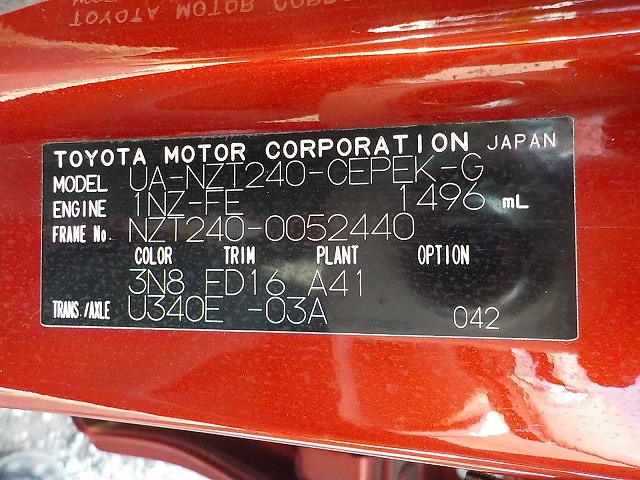 TOYOTA MOTOR CORPORATION JAPAN
MODEL UA-NZT240-CEPEK-G
ENGINE 1NZ-FE 1496 mL
FRAME No. NZT240-0052440
COLOR TRIM PLANT OPTION
3N8 FD16 A41
TRANS./AXLE U340E -03A 042